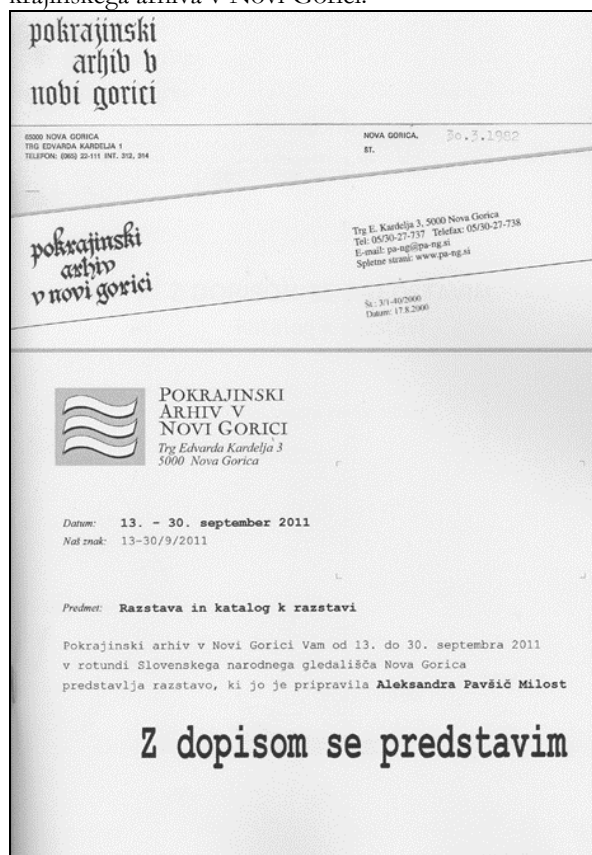 krajinskega arhiva v Novi Gorici.
pokrajinski
arhiv v
novi gorici
65000 NOVA GORICA
TRG EDVARDA KARDELJA 1
TELEFON: (065) 22-111 INT. 312, 314
NOVA GORICA, 30.3.1982
ŠT.
pokrajinski
arhiv
v novi gorici
Trg E. Kardelja 3, 5000 Nova Gorica
Tel: 05/30-27-737 Telefax: 05/30-27-738
E-mail: pa-ng@pa-ng.si
Spletne strani: www.pa-ng.si
Št.: 3/1-40/2000
Datum: 17.8.2000
POKRAJINSKI
ARHIV V
NOVI GORICI
Trg Edvarda Kardelja 3
5000 Nova Gorica
Datum: 13. - 30. september 2011
Naš znak: 13-30/9/2011
Predmet: Razstava in katalog k razstavi
Pokrajinski arhiv v Novi Gorici Vam od 13. do 30. septembra 2011
v rotundi Slovenskega narodnega gledališča Nova Gorica
predstavlja razstavo, ki jo je pripravila Aleksandra Pavšič Milost
Z dopisom se predstavim